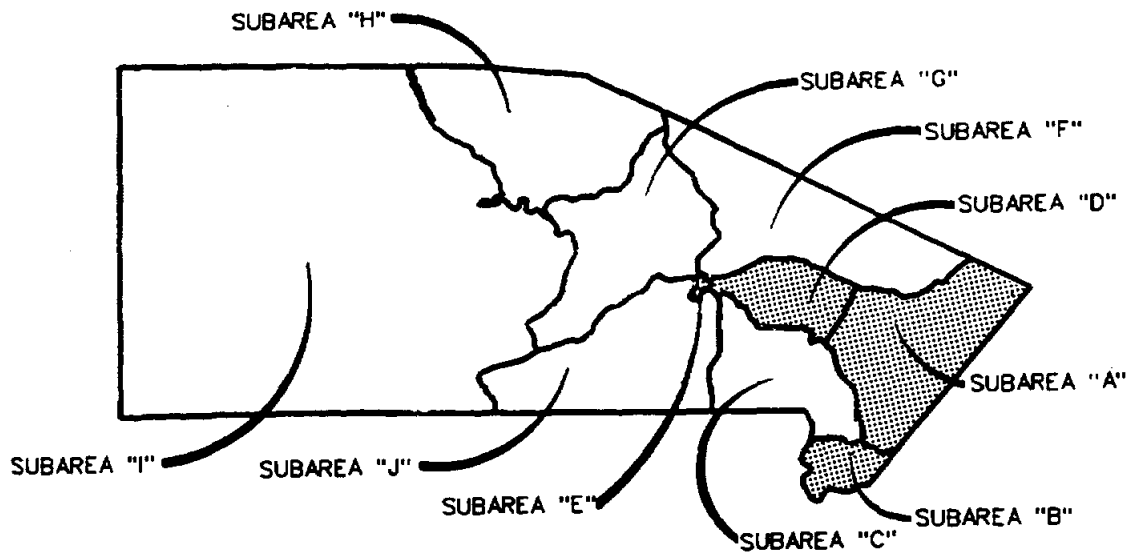 SUBAREA "H"
SUBAREA "G"
SUBAREA "F"
SUBAREA "D"
SUBAREA "A"
SUBAREA "I"
SUBAREA "J"
SUBAREA "E"
SUBAREA "B"
SUBAREA "C"